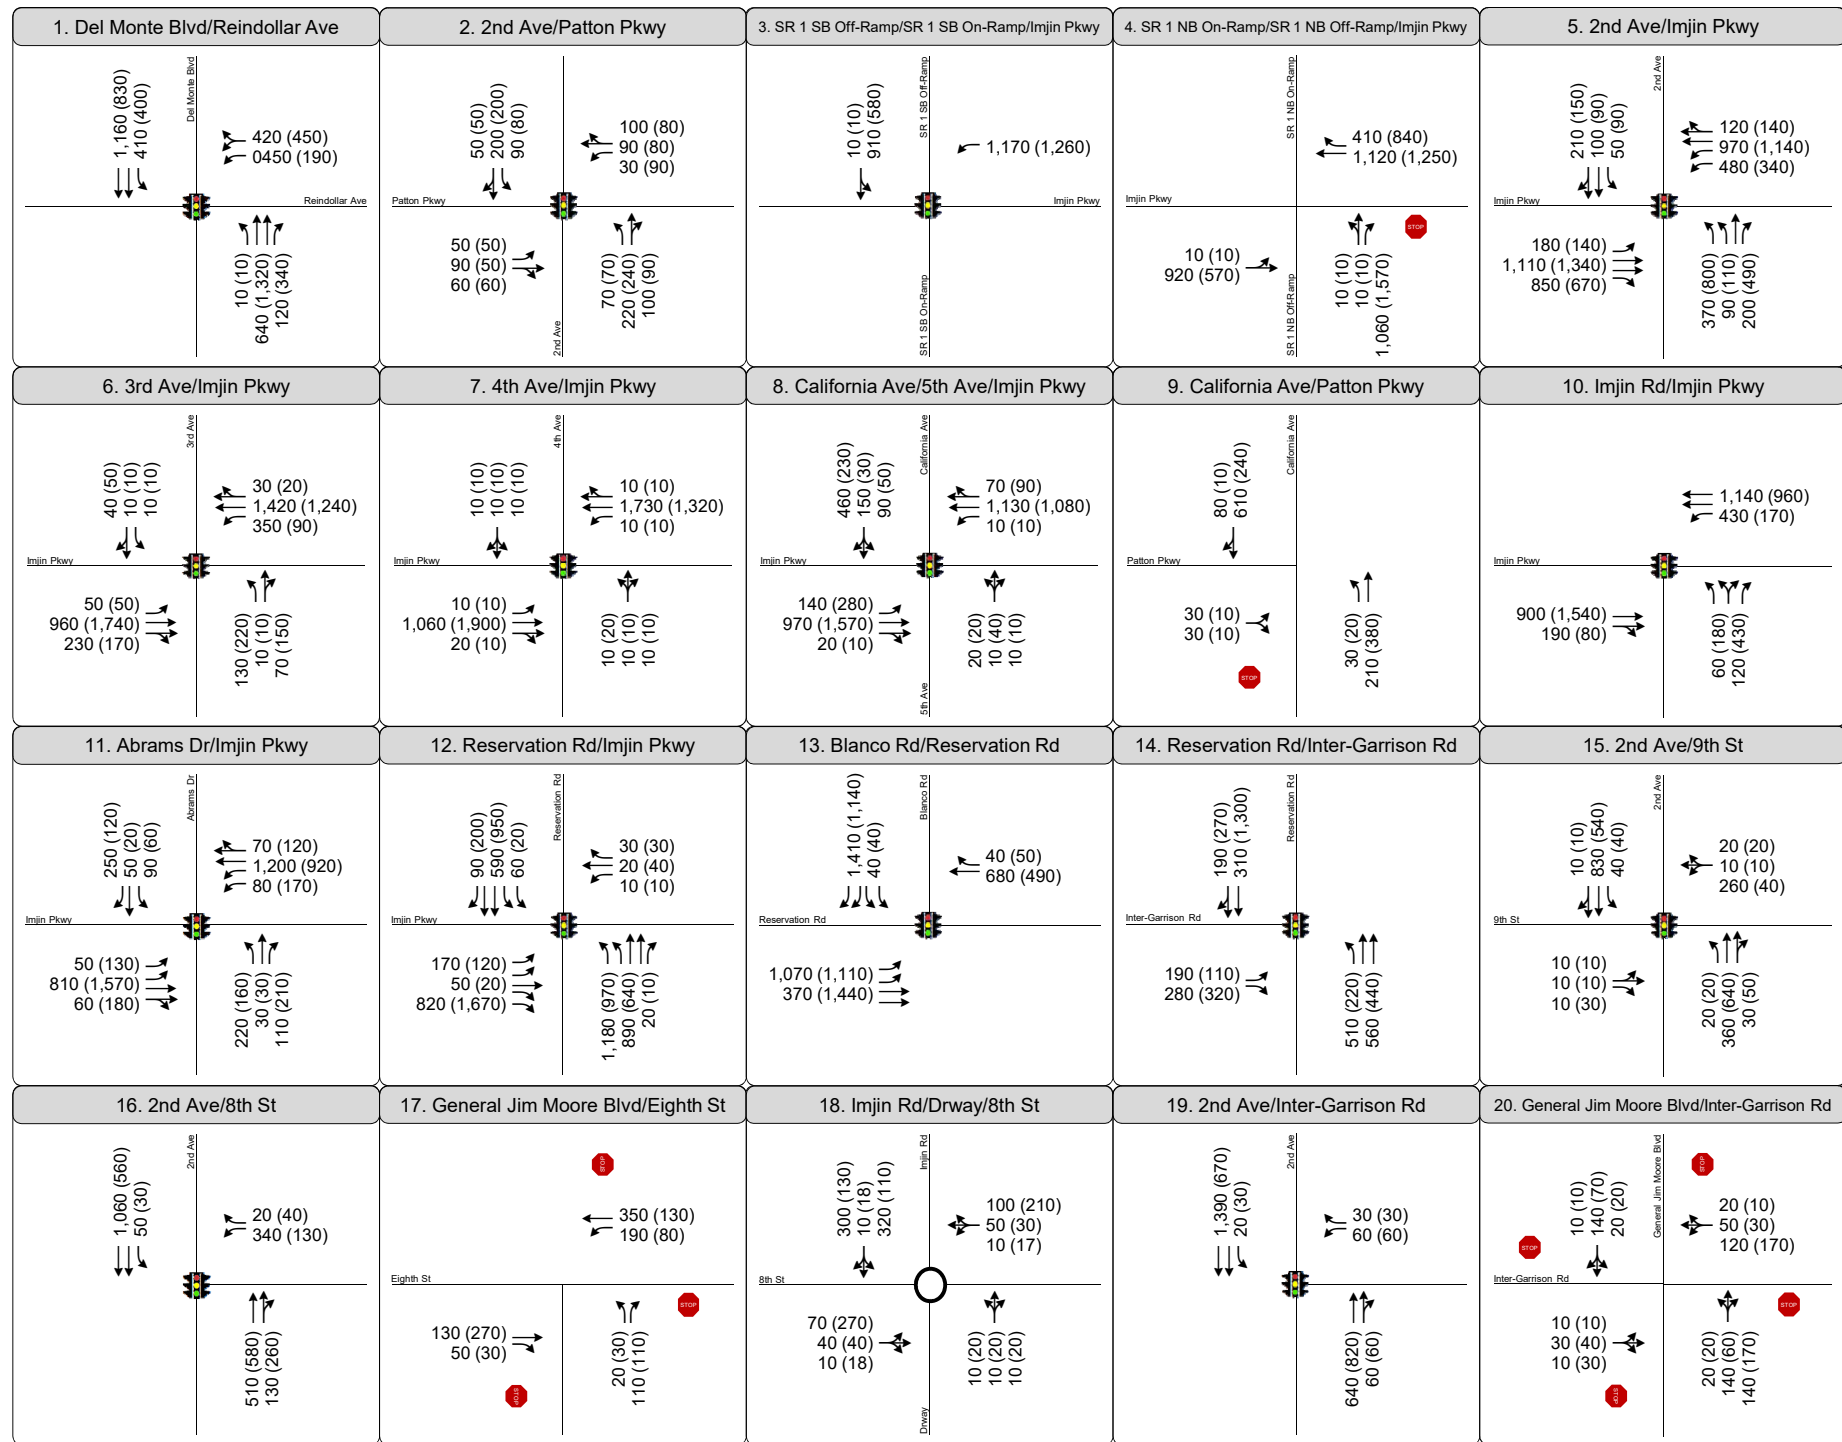 1. Del Monte Blvd/Reindollar Ave
1,160 (830)
410 (400)
Del Monte Blvd
420 (450)
0450 (190)
Reindollar Ave
10 (10)
640 (1,320)
120 (340)
2. 2nd Ave/Patton Pkwy
50 (50)
200 (200)
90 (80)
100 (80)
90 (80)
30 (90)
Patton Pkwy
50 (50)
90 (50)
60 (60)
2nd Ave
70 (70)
220 (240)
100 (90)
3. SR 1 SB Off-Ramp/SR 1 SB On-Ramp/Imjin Pkwy
10 (10)
910 (580)
SR 1 SB Off-Ramp
1,170 (1,260)
Imjin Pkwy
SR 1 SB On-Ramp
4. SR 1 NB On-Ramp/SR 1 NB Off-Ramp/Imjin Pkwy
SR 1 NB On-Ramp
410 (840)
1,120 (1,250)
Imjin Pkwy
STOP
10 (10)
920 (570)
SR 1 NB Off-Ramp
10 (10)
10 (10)
1,060 (1,570)
5. 2nd Ave/Imjin Pkwy
210 (150)
100 (90)
50 (90)
2nd Ave
120 (140)
970 (1,140)
480 (340)
Imjin Pkwy
180 (140)
1,110 (1,340)
850 (670)
370 (800)
90 (110)
200 (490)
6. 3rd Ave/Imjin Pkwy
40 (50)
10 (10)
10 (10)
3rd Ave
30 (20)
1,420 (1,240)
350 (90)
Imjin Pkwy
50 (50)
960 (1,740)
230 (170)
130 (220)
10 (10)
70 (150)
7. 4th Ave/Imjin Pkwy
10 (10)
10 (10)
10 (10)
4th Ave
10 (10)
1,730 (1,320)
10 (10)
Imjin Pkwy
10 (10)
1,060 (1,900)
20 (10)
10 (20)
10 (10)
10 (10)
8. California Ave/5th Ave/Imjin Pkwy
460 (230)
150 (30)
90 (50)
California Ave
70 (90)
1,130 (1,080)
10 (10)
Imjin Pkwy
140 (280)
970 (1,570)
20 (10)
5th Ave
20 (20)
10 (40)
10 (10)
9. California Ave/Patton Pkwy
80 (10)
610 (240)
California Ave
Patton Pkwy
30 (10)
30 (10)
STOP
30 (20)
210 (380)
10. Imjin Rd/Imjin Pkwy
1,140 (960)
430 (170)
Imjin Pkwy
900 (1,540)
190 (80)
60 (180)
120 (430)
11. Abrams Dr/Imjin Pkwy
250 (120)
50 (20)
90 (60)
Abrams Dr
70 (120)
1,200 (920)
80 (170)
Imjin Pkwy
50 (130)
810 (1,570)
60 (180)
220 (160)
30 (30)
110 (210)
12. Reservation Rd/Imjin Pkwy
90 (200)
590 (950)
60 (20)
Reservation Rd
30 (30)
20 (40)
10 (10)
Imjin Pkwy
170 (120)
50 (20)
820 (1,670)
1,180 (970)
890 (640)
20 (10)
13. Blanco Rd/Reservation Rd
1,410 (1,140)
40 (40)
Blanco Rd
40 (50)
680 (490)
Reservation Rd
1,070 (1,110)
370 (1,440)
14. Reservation Rd/Inter-Garrison Rd
190 (270)
310 (1,300)
Reservation Rd
Inter-Garrison Rd
190 (110)
280 (320)
510 (220)
560 (440)
15. 2nd Ave/9th St
10 (10)
830 (540)
40 (40)
2nd Ave
20 (20)
10 (10)
260 (40)
9th St
10 (10)
10 (10)
10 (30)
20 (20)
360 (640)
30 (50)
16. 2nd Ave/8th St
1,060 (560)
50 (30)
2nd Ave
20 (40)
340 (130)
510 (580)
130 (260)
17. General Jim Moore Blvd/Eighth St
STOP
350 (130)
190 (80)
Eighth St
STOP
130 (270)
50 (30)
STOP
20 (30)
110 (110)
18. Imjin Rd/Drway/8th St
300 (130)
10 (18)
320 (110)
Imjin Rd
100 (210)
50 (30)
10 (17)
8th St
70 (270)
40 (40)
10 (18)
Drway
10 (20)
10 (20)
10 (20)
19. 2nd Ave/Inter-Garrison Rd
1,390 (670)
20 (30)
2nd Ave
30 (30)
60 (60)
640 (820)
60 (60)
20. General Jim Moore Blvd/Inter-Garrison Rd
10 (10)
140 (70)
20 (20)
General Jim Moore Blvd
STOP
20 (10)
50 (30)
120 (170)
STOP
Inter-Garrison Rd
STOP
10 (10)
30 (40)
10 (30)
STOP
20 (20)
140 (60)
140 (170)